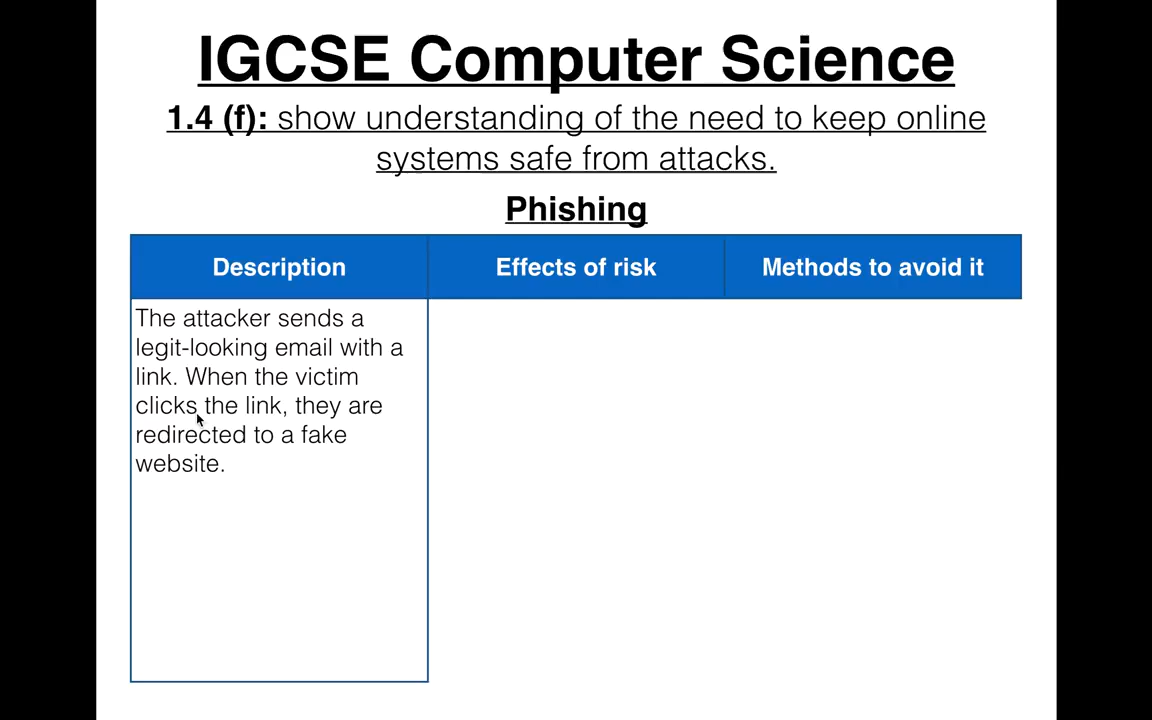 IGCSE Computer Science
1.4 (f): show understanding of the need to keep online
systems safe from attacks.
Phishing
Description
Effects of risk
Methods to avoid it
The attacker sends a
legit-looking email with a
link. When the victim
clicks the link, they are
redirected to a fake
website.